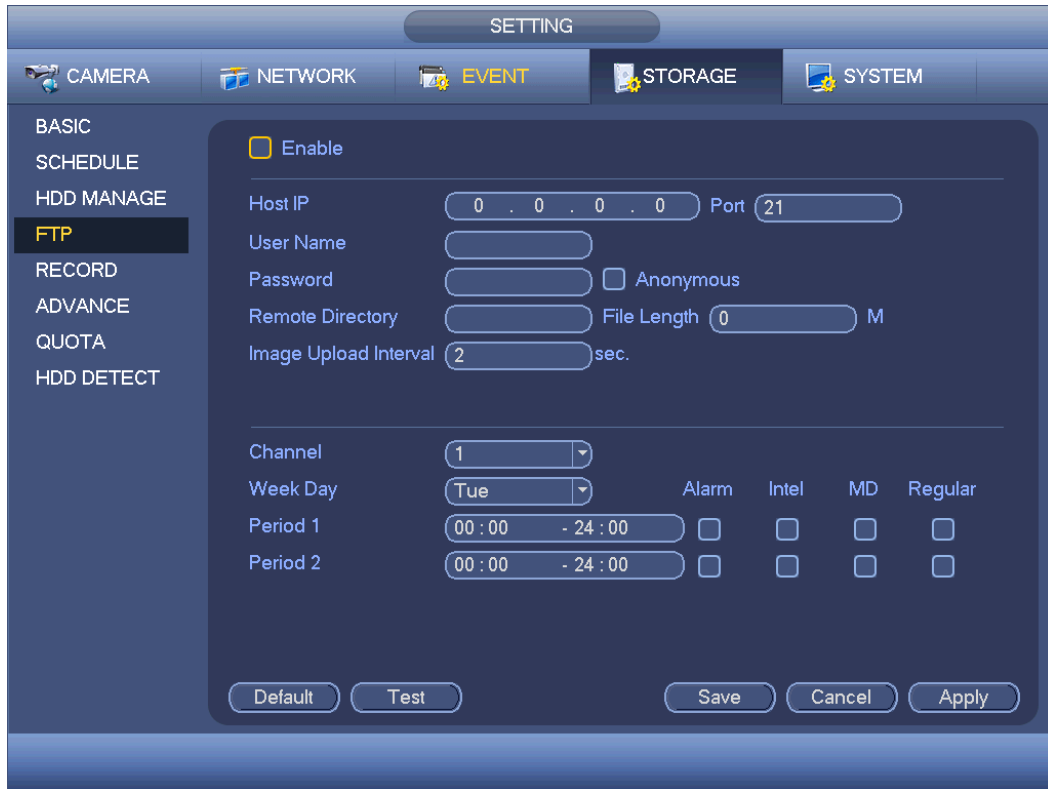 SETTING
CAMERA NETWORK EVENT STORAGE SYSTEM
BASIC
SCHEDULE
HDD MANAGE
FTP
RECORD
ADVANCE
QUOTA
HDD DETECT
Enable
Host IP 0 . 0 . 0 . 0 Port 21
User Name
Password Anonymous
Remote Directory File Length 0 M
Image Upload Interval 2 sec.
Channel 1
Week Day Tue Alarm Intel MD Regular
Period 1 00 : 00 - 24 : 00
Period 2 00 : 00 - 24 : 00
Default Test Save Cancel Apply